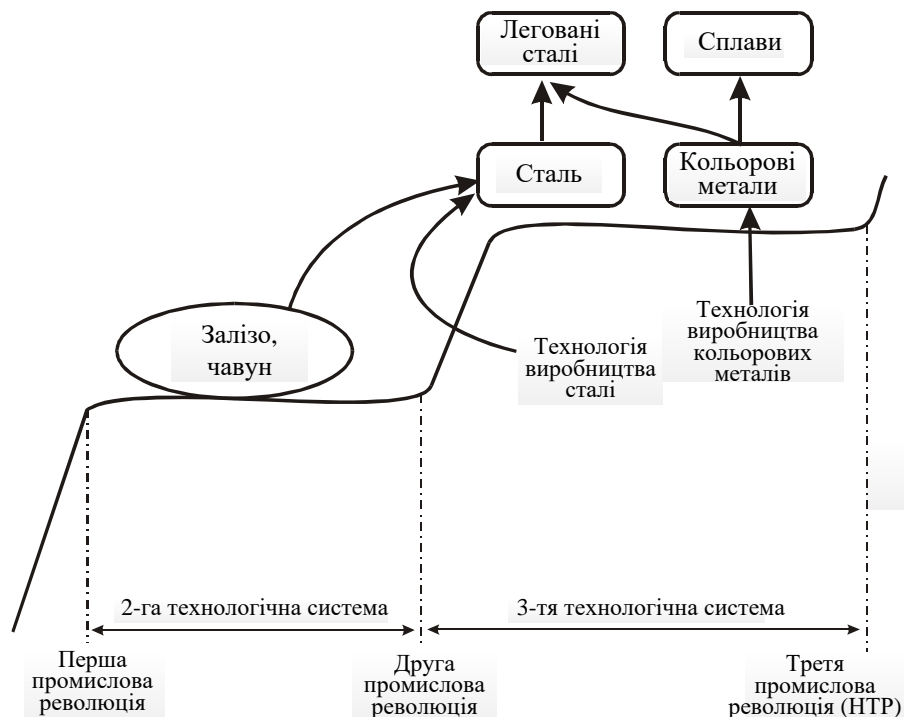 Леговані
сталі
Сплави
Сталь
Кольорові
метали
Залізо,
чавун
Технологія
виробництва
сталі
Технологія
виробництва
кольорових
металів
2-га технологічна система
3-тя технологічна система
Перша
промислова
революція
Друга
промислова
революція
Третя
промислова
революція (НТР)